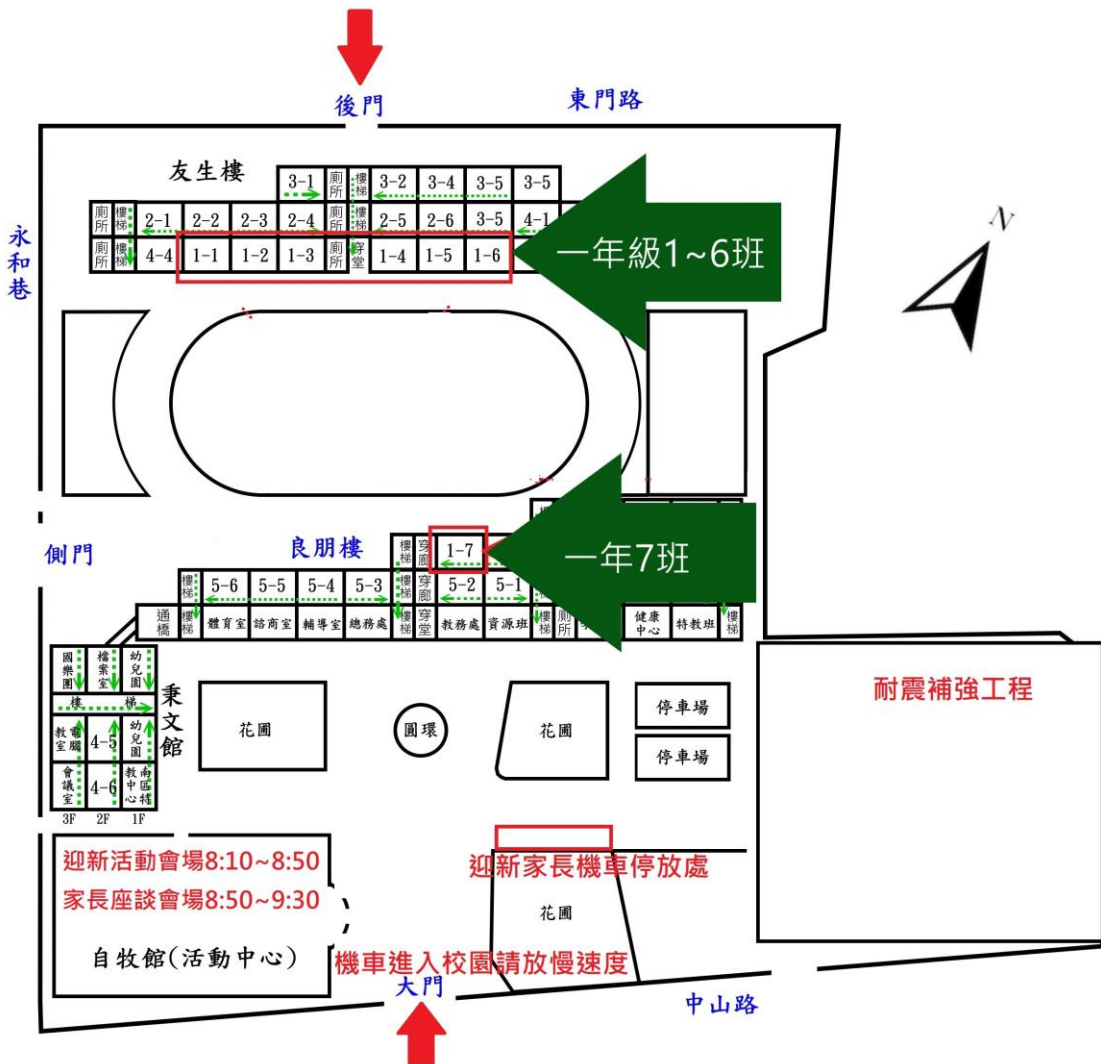 後門
東門路
友生樓
3-1 廁所 樓梯 3-2 3-4 3-5 3-5
廁所 樓梯 2-1 2-2 2-3 2-4 廁所 樓梯 2-5 2-6 3-5 4-1
廁所 樓梯 4-4 1-1 1-2 1-3 廁所 穿堂 1-4 1-5 1-6
一年級1~6班
永和巷
N
側門
良朋樓
樓梯 穿廊 1-7
一年7班
樓梯 5-6 5-5 5-4 5-3 樓梯 穿廊 5-2 5-1
通橋 樓梯 體育室 諮商室 輔導室 總務處 樓梯 穿堂 教務處 資源班 樓梯 廁所 健康中心 特教班 樓梯
國樂團 檔案室 幼兒園
樓梯
電腦教室 4-5 幼兒園
會議室 4-6 南區特教中心
3F 2F 1F
秉文館
花圃
圓環
花圃
停車場
停車場
耐震補強工程
迎新活動會場8:10~8:50
家長座談會場8:50~9:30
自牧館(活動中心)
迎新家長機車停放處
花圃
機車進入校園請放慢速度
大門
中山路